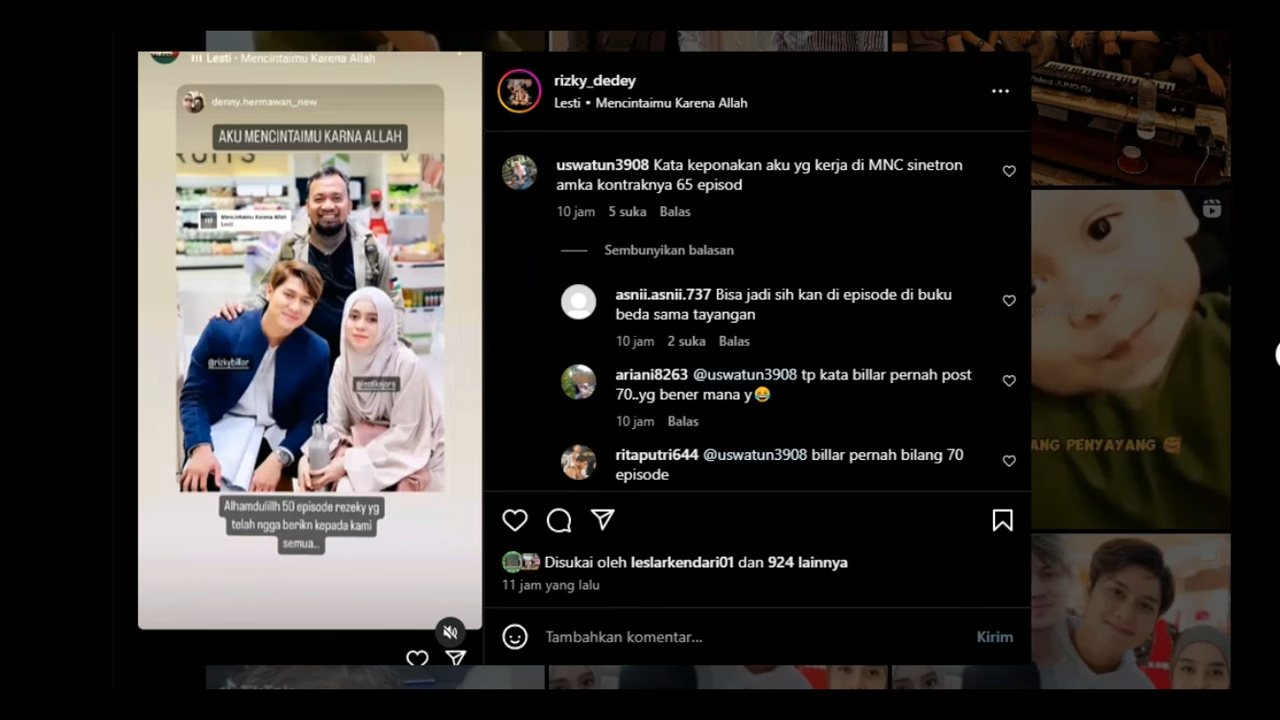 Lesti • Mencintaimu Karena Allah
denny.hermawan_new
AKU MENCINTAIMU KARNA ALLAH
Mencintaimu Karena Allah
Lesti
@rizkybillar
@lestikejora
Alhamdulillh 50 episode rezeky yg
telah ngga berikn kepada kami
semua..
rizky_dedey
Lesti • Mencintaimu Karena Allah
uswatun3908 Kata keponakan aku yg kerja di MNC sinetron
amka kontraknya 65 episod
10 jam 5 suka Balas
Sembunyikan balasan
asnii.asnii.737 Bisa jadi sih kan di episode di buku
beda sama tayangan
10 jam 2 suka Balas
ariani8263 @uswatun3908 tp kata billar pernah post
70..yg bener mana y😂
10 jam Balas
ritaputri644 @uswatun3908 billar pernah bilang 70
episode
Disukai oleh leslarkendari01 dan 924 lainnya
11 jam yang lalu
Tambahkan komentar...
Kirim
Roland JUNO-DJ
ANG PENYAYANG 🥰
TikTok